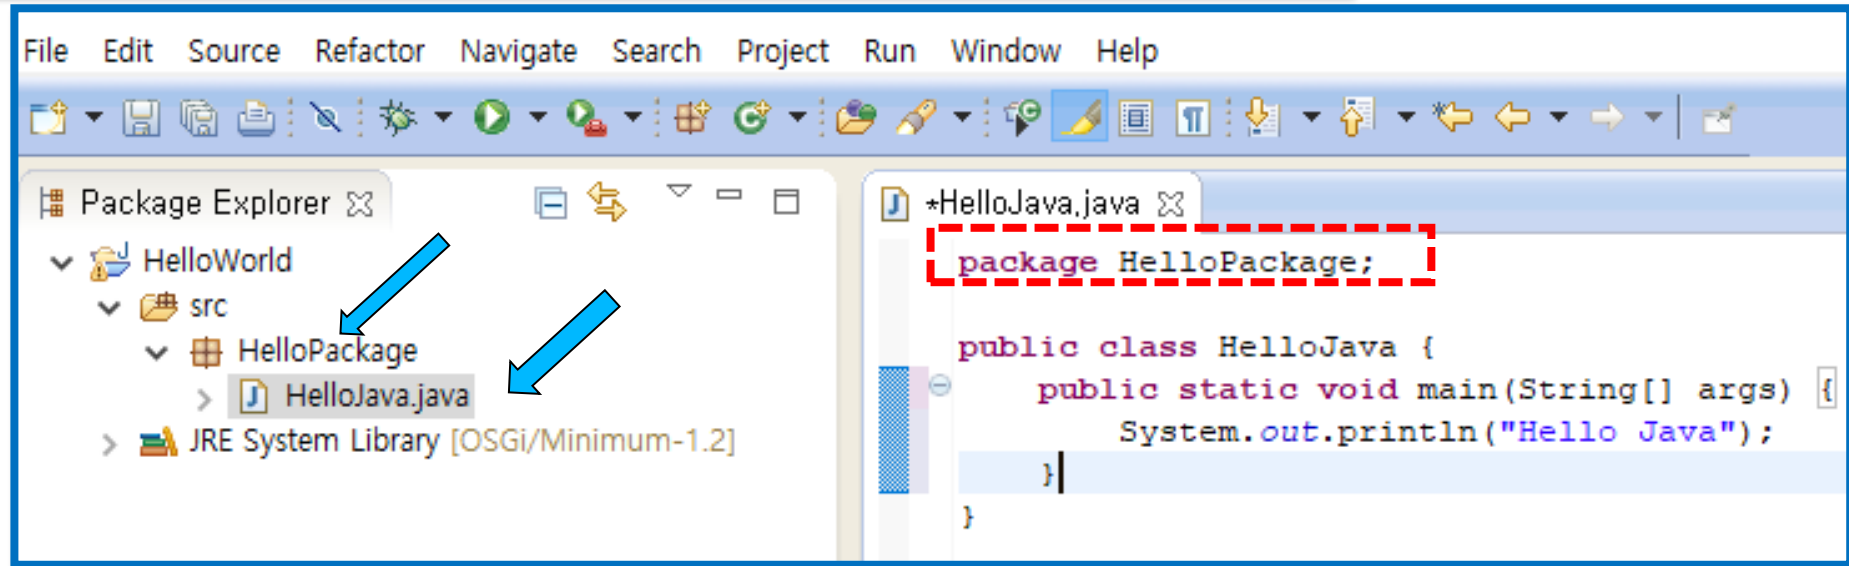 File Edit Source Refactor Navigate Search Project Run Window Help
Package Explorer
HelloWorld
src
HelloPackage
HelloJava.java
JRE System Library [OSGi/Minimum-1.2]
*HelloJava.java
package HelloPackage;
public class HelloJava {
public static void main(String[] args) {
System.out.println("Hello Java");
}
}